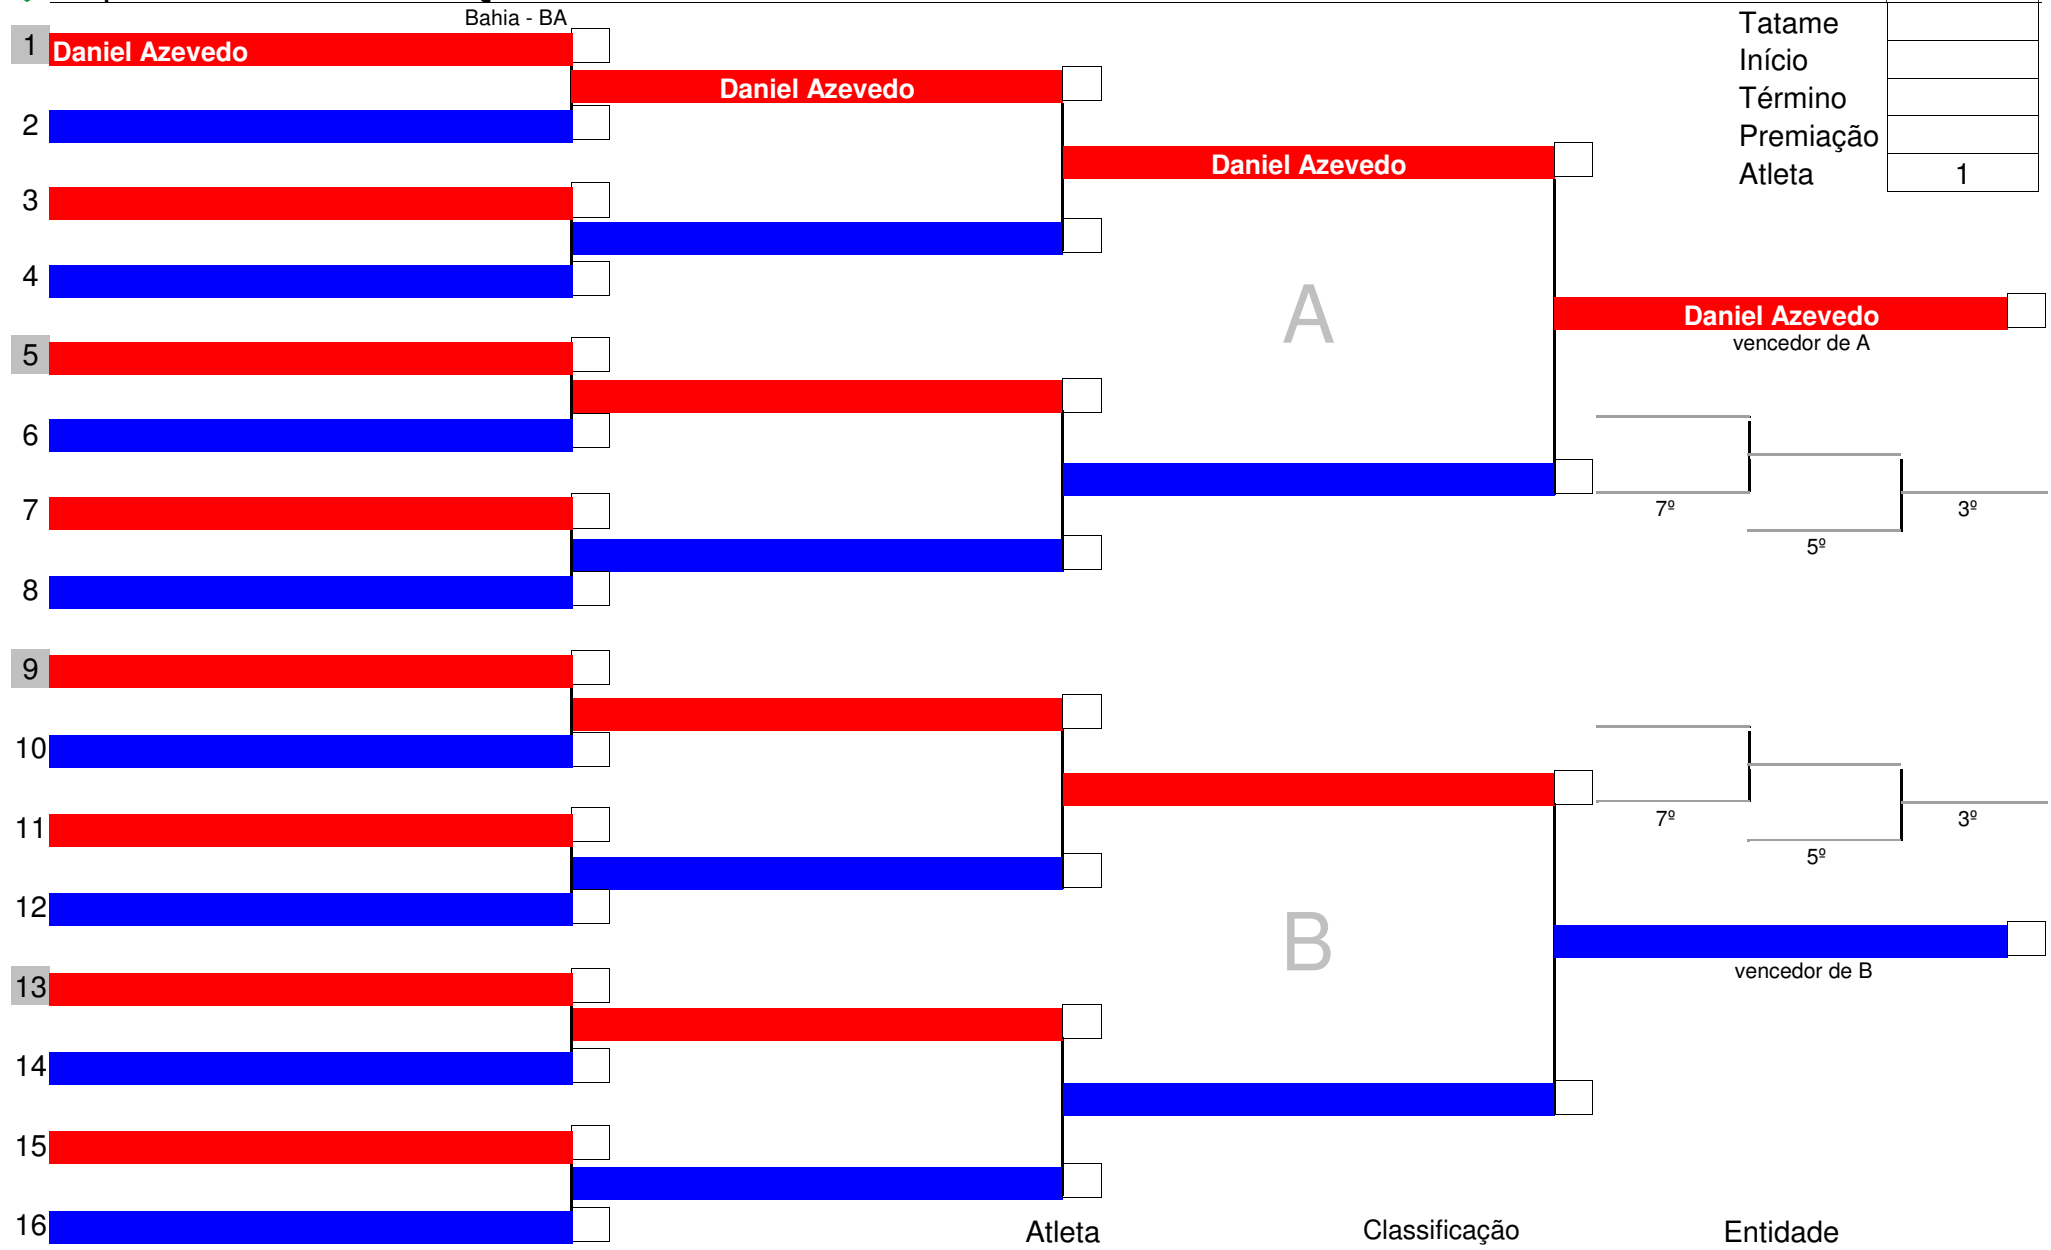 Bahia - BA
Tatame
1 Daniel Azevedo
Início
Daniel Azevedo
Término
2
Premiação
Daniel Azevedo
Atleta 1
3
4
A
Daniel Azevedo
vencedor de A
5
6
7
7º 3º
5º
8
9
10
11
7º 3º
5º
12
B
vencedor de B
13
14
15
16
Atleta Classificação Entidade